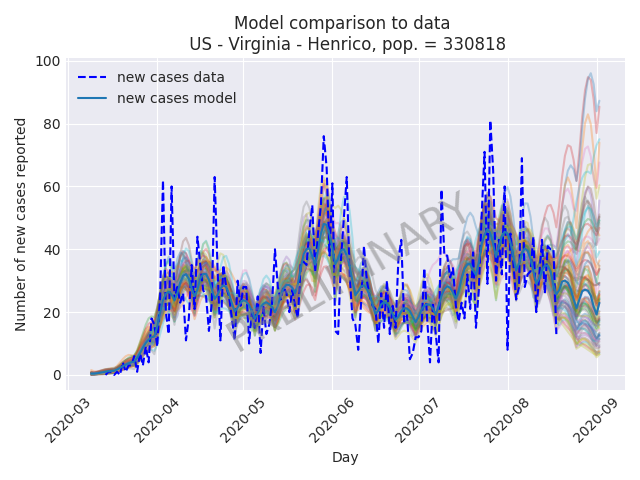 Model comparison to data
US - Virginia - Henrico, pop. = 330818
new cases data
new cases model
PRELIMINARY
Number of new cases reported
100
80
60
40
20
0
2020-03
2020-04
2020-05
2020-06
2020-07
2020-08
2020-09
Day